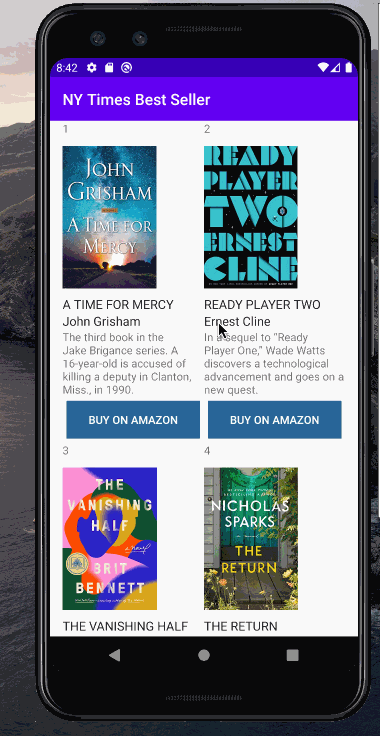 8:42
NY Times Best Seller
1
2
JOHN
GRISHAM
A TIME FOR
MERCY
READY
PLAYER
TWO
ERNEST
CLINE
A TIME FOR MERCY
John Grisham
The third book in the
Jake Brigance series. A
16-year-old is accused of
killing a deputy in Clanton,
Miss., in 1990.
BUY ON AMAZON
READY PLAYER TWO
Ernest Cline
In a sequel to "Ready
Player One," Wade Watts
discovers a technological
advancement and goes on a
new quest.
BUY ON AMAZON
3
4
THE
VANISHING
HALF
a novel
BRIT
BENNETT
NICHOLAS
SPARKS
THE
RETURN
THE VANISHING HALF
THE RETURN